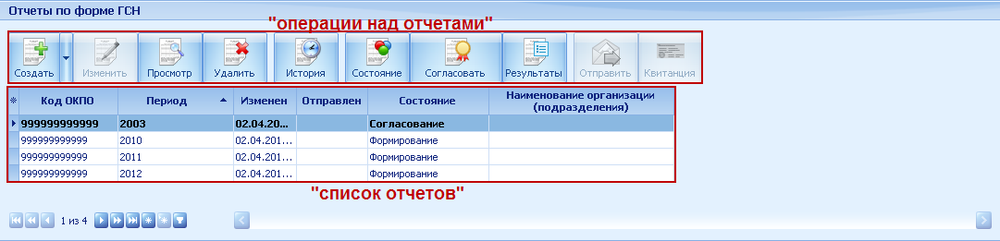 Отчеты по форме ГСН
"операции над отчетами"
Создать Изменить Просмотр Удалить История Состояние Согласовать Результаты Отправить Квитанция
Код ОКПО Период Изменен Отправлен Состояние Наименование организации
(подразделения)
999999999999 2003 02.04.20... Согласование
999999999999 2010 02.04.201... Формирование
999999999999 2011 02.04.201... Формирование
999999999999 2012 02.04.201... Формирование
"список отчетов"
1 из 4